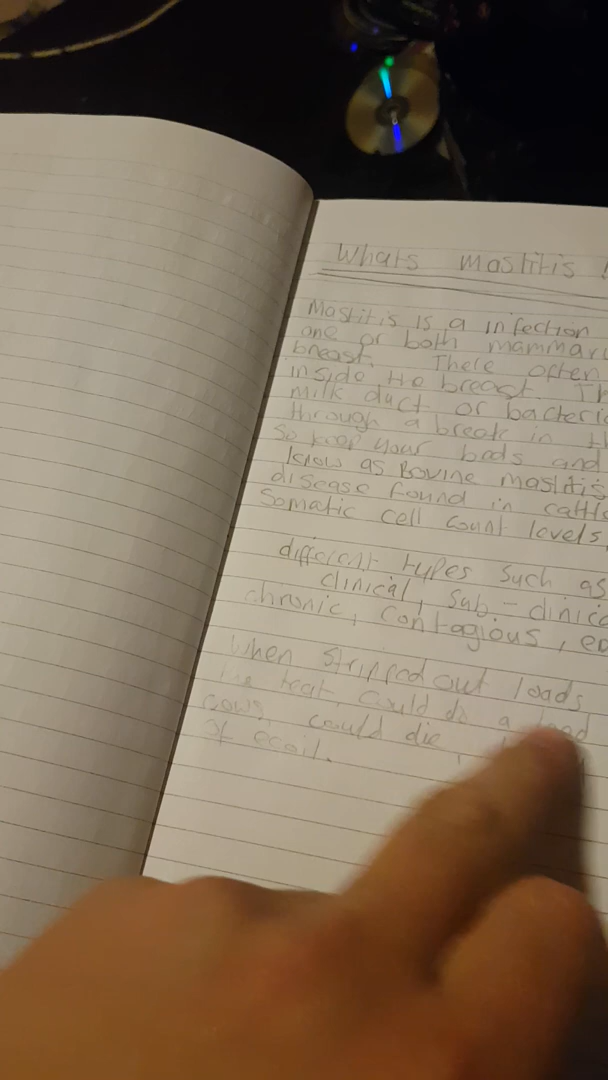 Whats mastitis
Mastitis is a infection
one or both mammary
breast. There often
inside the breast. Th
milk duct or bacteri
through a break in th
so keep your beds and
know as Bovine mastitis
disease found in cattle
Somatic cell count levels,
different types such as
clinical, sub-clinica
chronic, contagious, en
When stripped out loads
teat, could do a
cows, could die,
of ecoil.